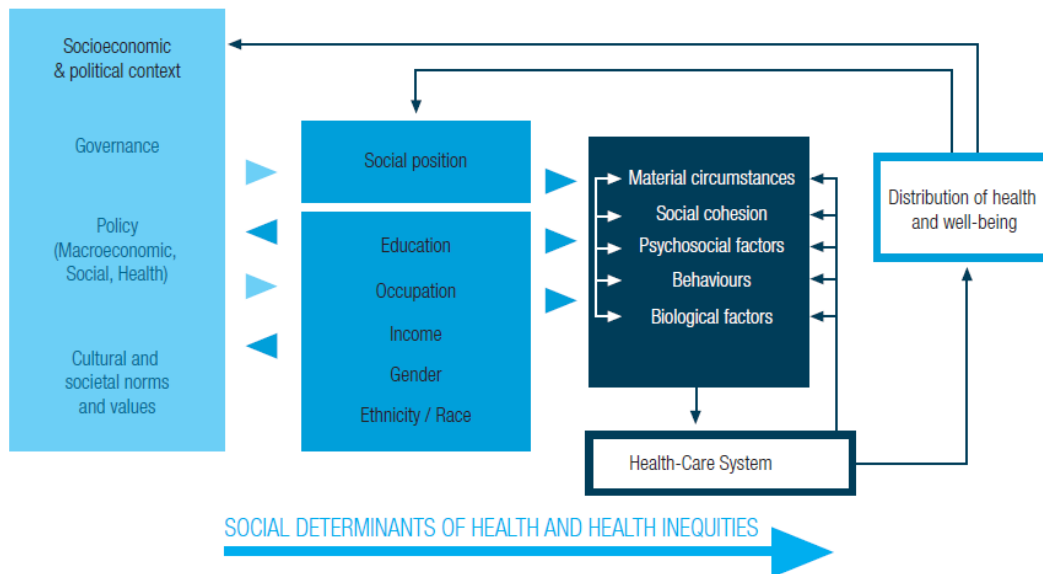 Socioeconomic
& political context
Governance
Policy
(Macroeconomic,
Social, Health)
Cultural and
societal norms
and values
Social position
Education
Occupation
Income
Gender
Ethnicity / Race
Material circumstances
Social cohesion
Psychosocial factors
Behaviours
Biological factors
Health-Care System
Distribution of health
and well-being
SOCIAL DETERMINANTS OF HEALTH AND HEALTH INEQUITIES